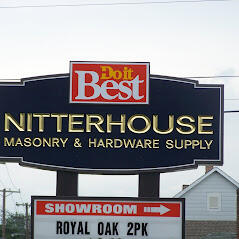 Do it
Best
NITTERHOUSE
MASONRY & HARDWARE SUPPLY
SHOWROOM
ROYAL OAK 2PK